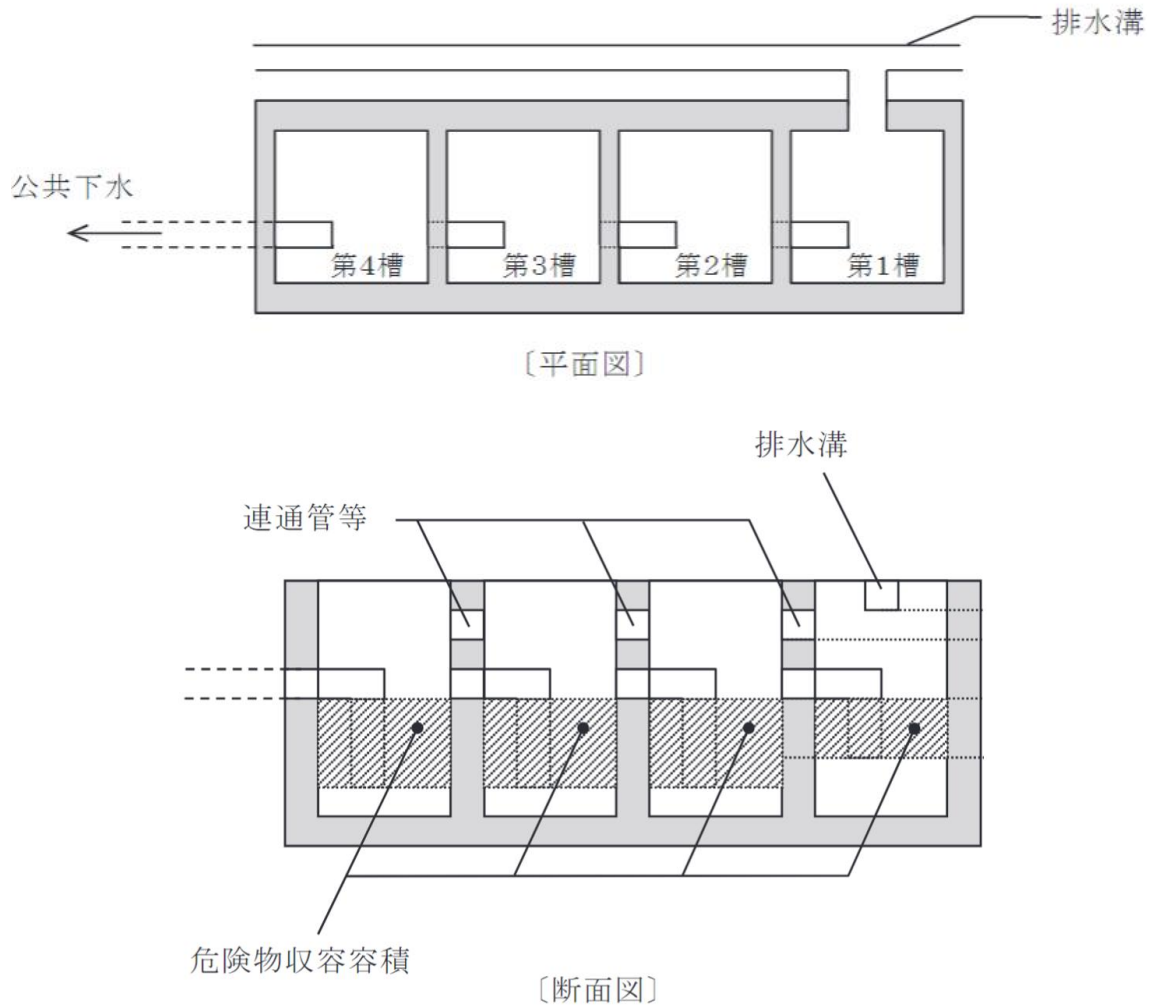 排水溝
公共下水
第4槽
第3槽
第2槽
第1槽
〔平面図〕
排水溝
連通管等
危険物収容容積
〔断面図〕